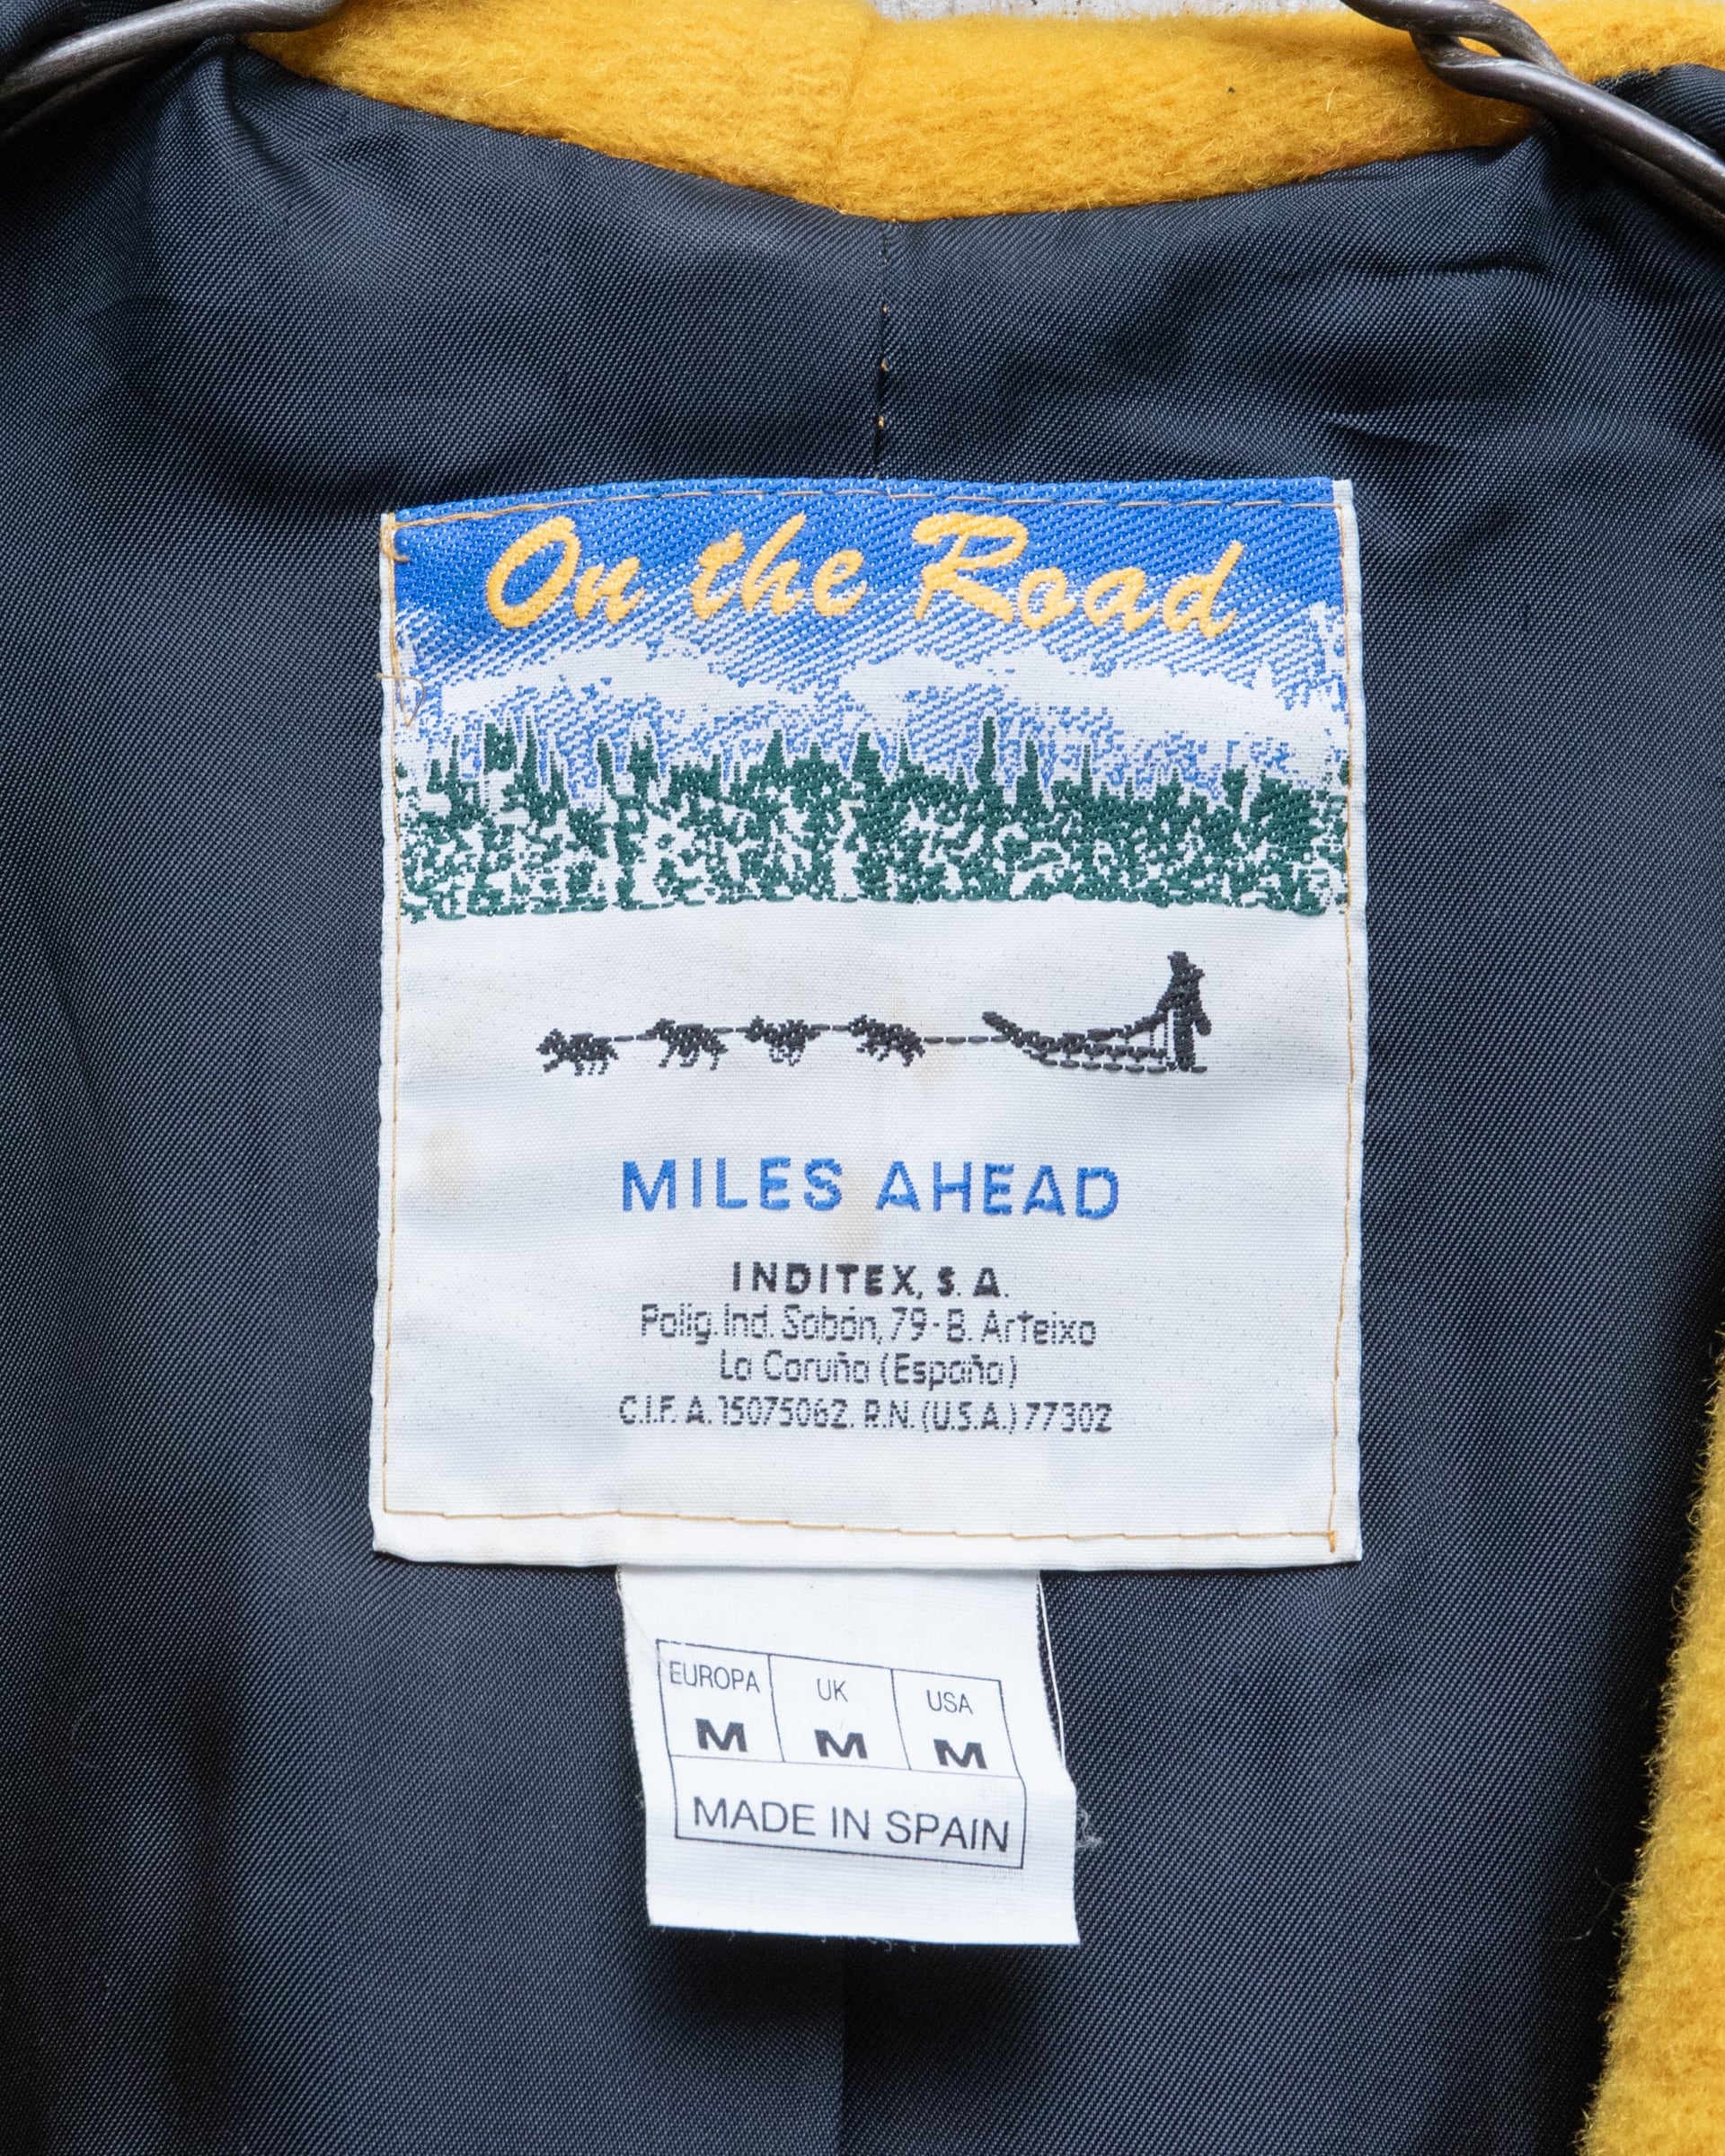 On the Road
MILES AHEAD
INDITEX, S. A.
Polig. Ind. Sabón, 79-B. Arteixo
La Coruña (España)
C.I.F. A. 15075062. R.N. (U.S.A.) 77302
EUROPA UK USA
M M M
MADE IN SPAIN